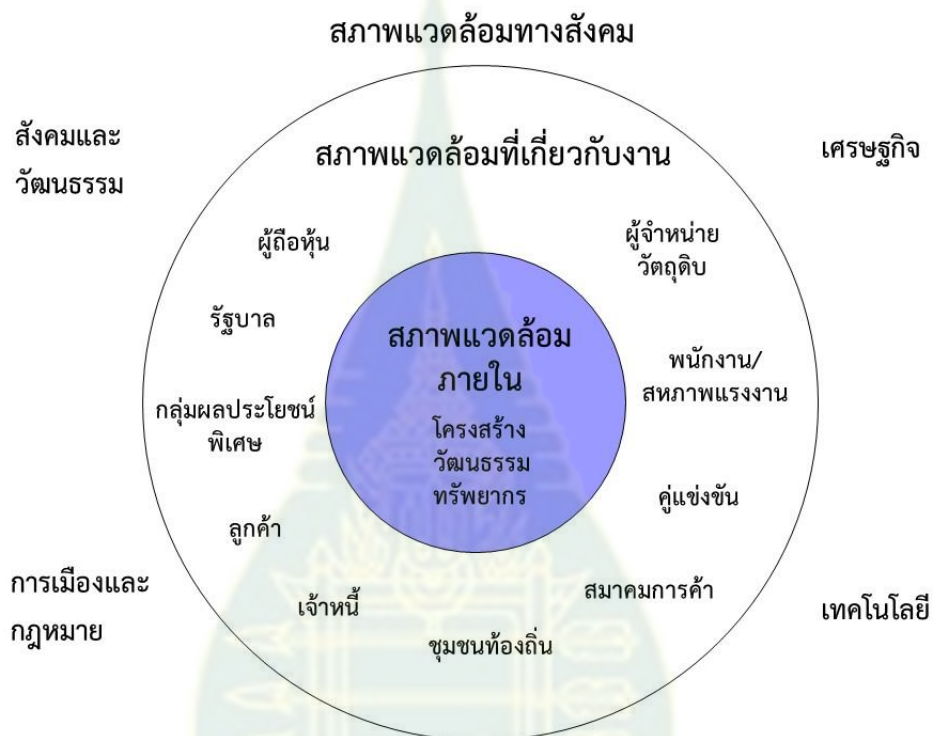 สภาพแวดล้อมทางสังคม
สังคมและ
วัฒนธรรม
เศรษฐกิจ
สภาพแวดล้อมที่เกี่ยวกับงาน
ผู้ถือหุ้น
ผู้จำหน่าย
วัตถุดิบ
รัฐบาล
สภาพแวดล้อม
ภายใน
โครงสร้าง
วัฒนธรรม
ทรัพยากร
พนักงาน/
สหภาพแรงงาน
กลุ่มผลประโยชน์
พิเศษ
คู่แข่งขัน
ลูกค้า
การเมืองและ
กฎหมาย
เจ้าหนี้
สมาคมการค้า
เทคโนโลยี
ชุมชนท้องถิ่น